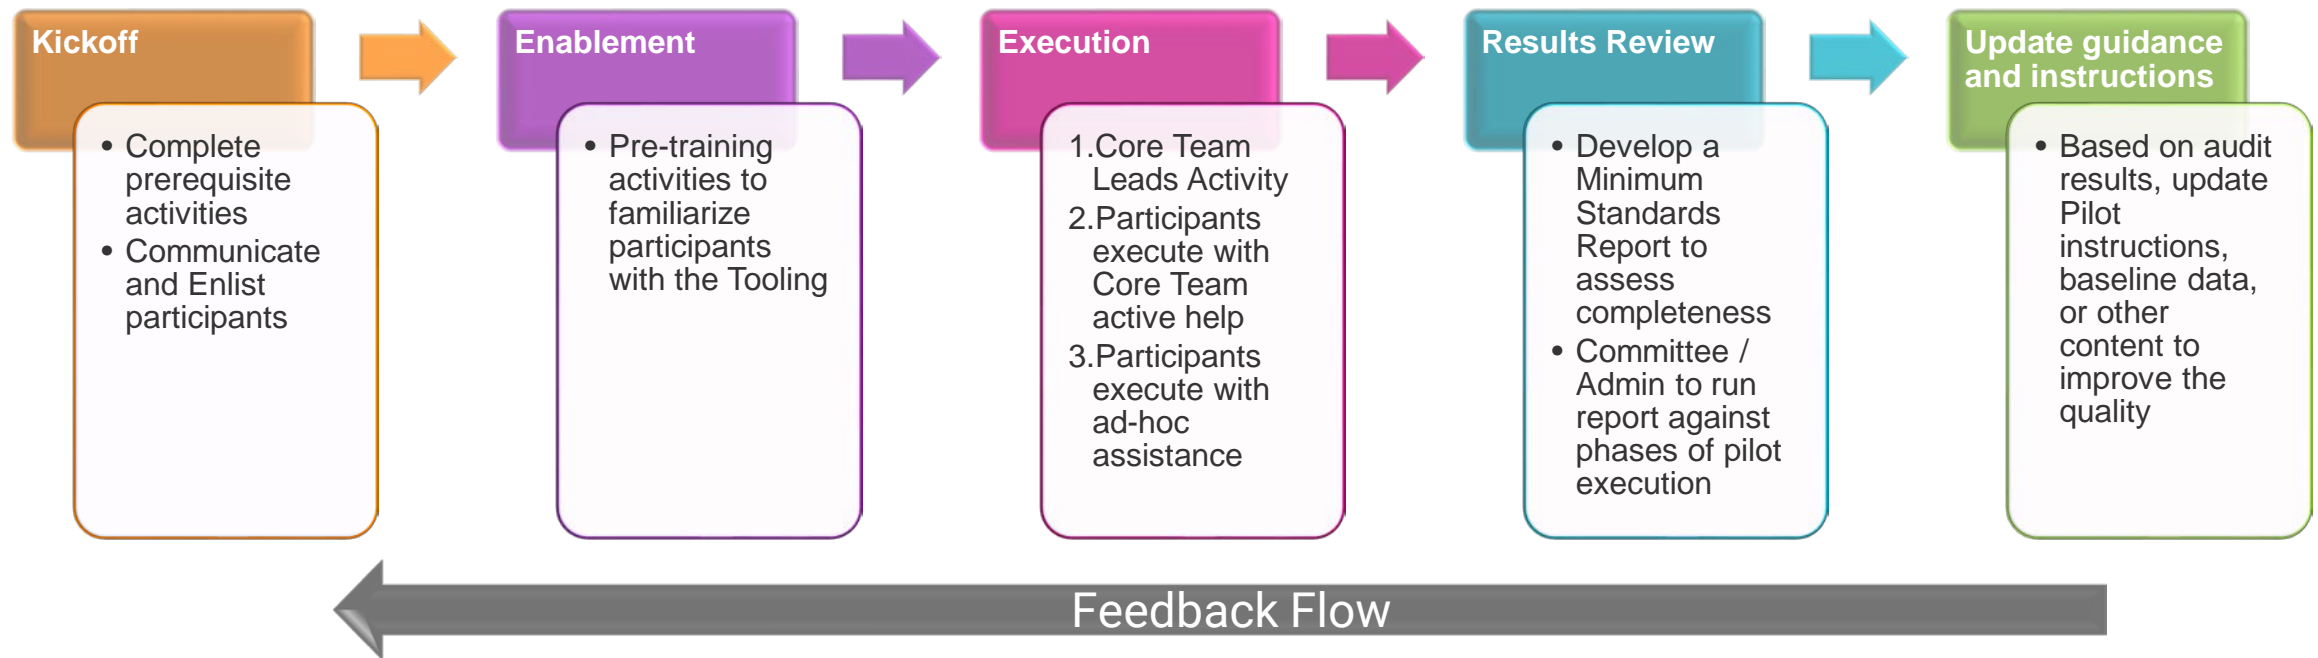 Kickoff
• Complete
prerequisite
activities
• Communicate
and Enlist
participants
Enablement
• Pre-training
activities to
familiarize
participants
with the Tooling
Execution
1.Core Team
Leads Activity
2.Participants
execute with
Core Team
active help
3.Participants
execute with
ad-hoc
assistance
Results Review
• Develop a
Minimum
Standards
Report to
assess
completeness
• Committee /
Admin to run
report against
phases of pilot
execution
Update guidance
and instructions
• Based on audit
results, update
Pilot
instructions,
baseline data,
or other
content to
improve the
quality
Feedback Flow